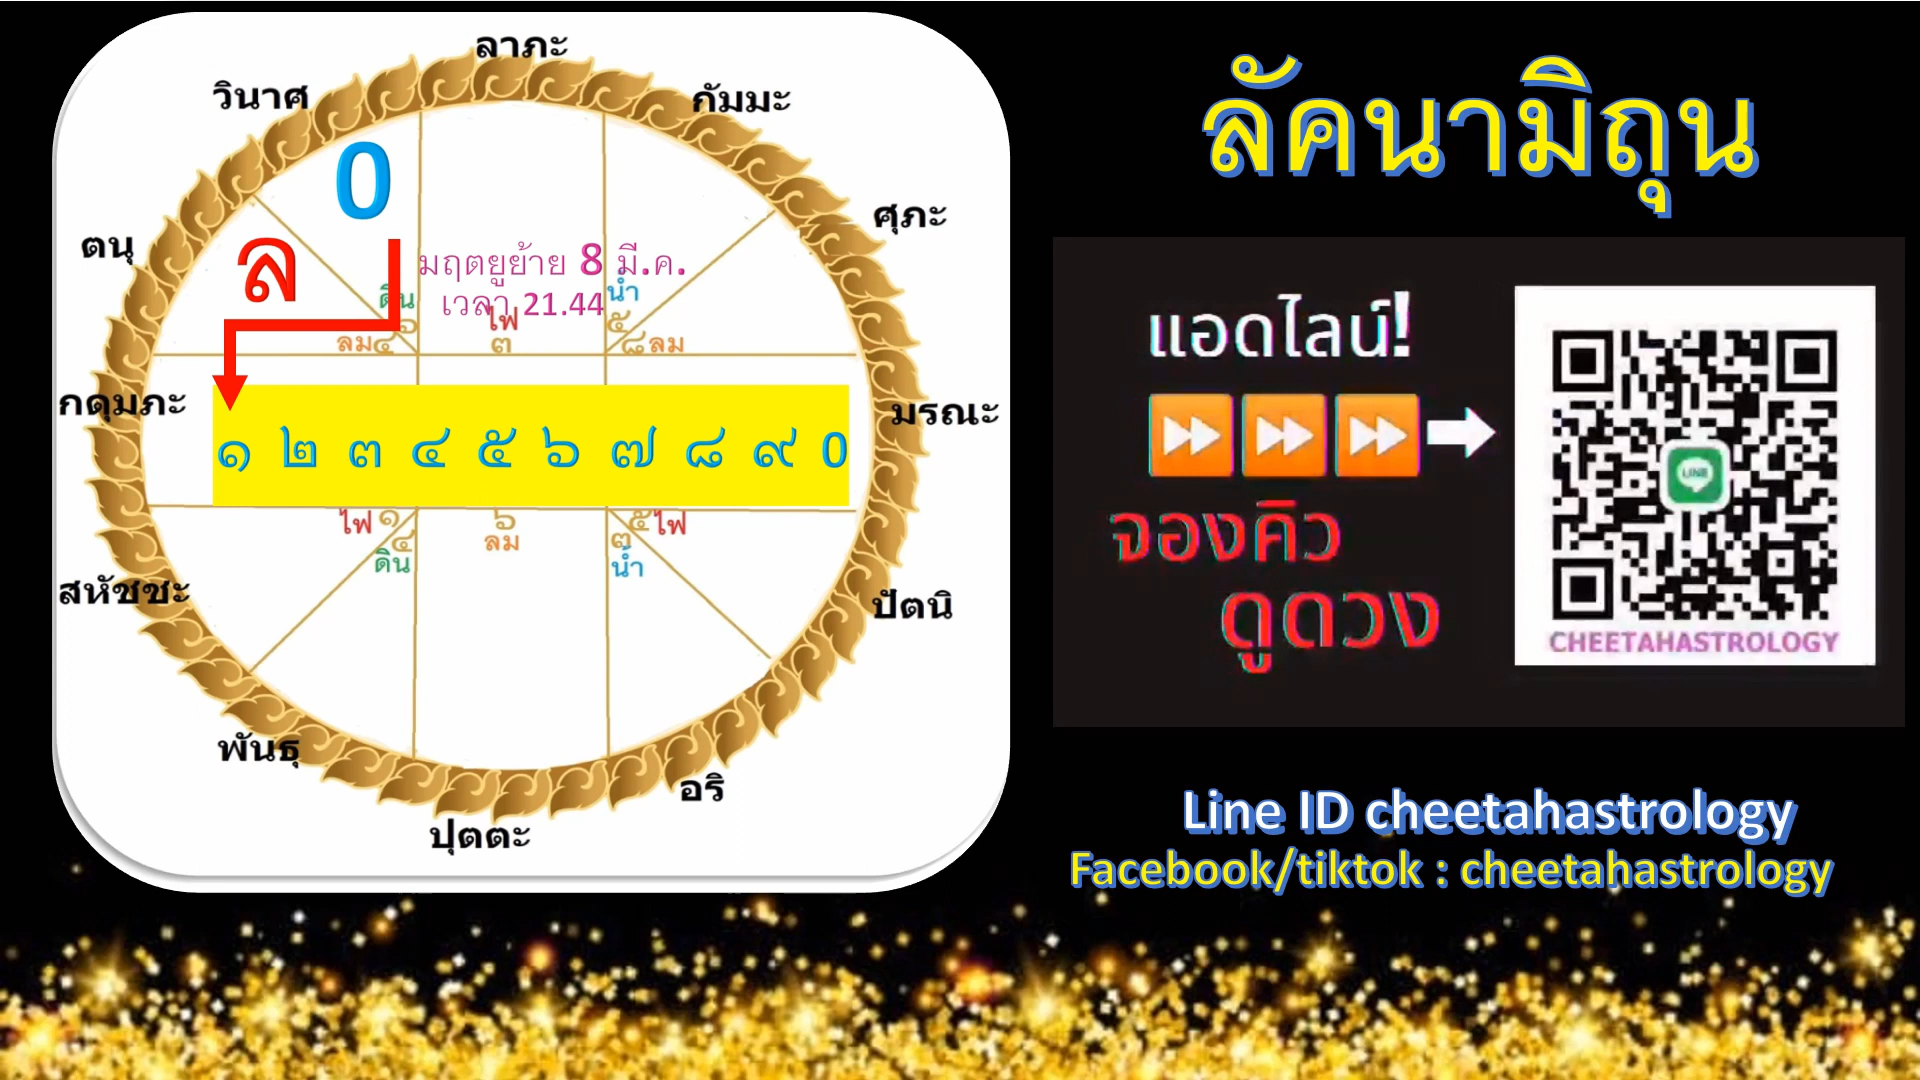 ลาภะ
วินาศ
กัมมะ
ศุภะ
ตนุ
0
ล
มฤตยูย้าย 8 มี.ค.
เวลา 21.44
ดิน
น้ำ
ไฟ
๖
๕
ลม๔
๓
๘ลม
กดุมภะ
มรณะ
๑ ๒ ๓ ๔ ๕ ๖ ๗ ๘ ๙ 0
ไฟ ๑
๖
๕ไฟ
๔
ลม
๓
ดิน
น้ำ
สหัชชะ
ปัตนิ
พันธุ
อริ
ปุตตะ
ลัคนามิถุน
แอดไลน์!
จองคิว
ดูดวง
LINE
CHEETAHASTROLOGY
Line ID cheetahastrology
Facebook/tiktok : cheetahastrology